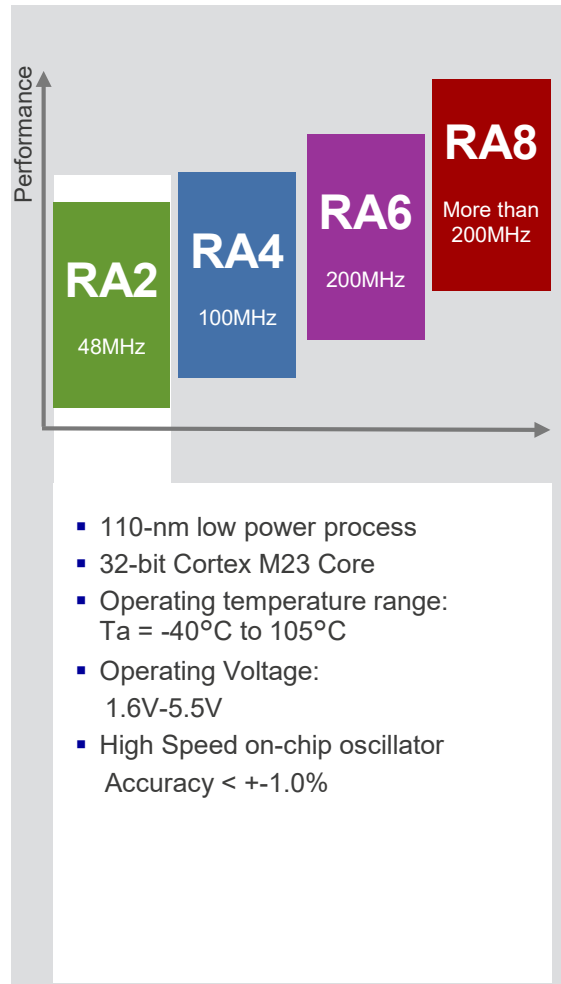 Performance
RA2
48MHz
RA4
100MHz
RA6
200MHz
RA8
More than
200MHz
▪ 110-nm low power process
▪ 32-bit Cortex M23 Core
▪ Operating temperature range:
Ta = -40°C to 105°C
▪ Operating Voltage:
1.6V-5.5V
▪ High Speed on-chip oscillator
Accuracy < +-1.0%